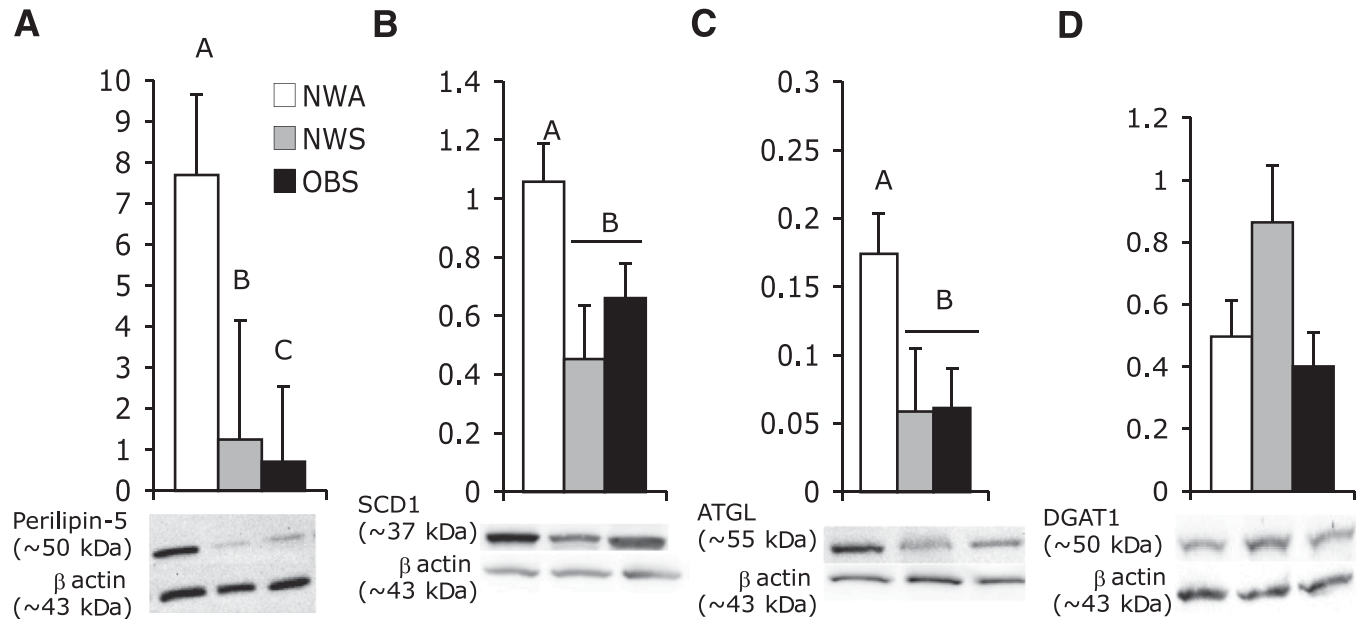 A
A
10
9
8
7
6
5
4
3
2
1
0
B
C
NWA
NWS
OBS
Perilipin-5
(~50 kDa)
β actin
(~43 kDa)
B
1.4
1.2
1
0.8
0.6
0.4
0.2
0
A
B
SCD1
(~37 kDa)
β actin
(~43 kDa)
C
0.3
0.25
0.2
0.15
0.1
0.05
0
A
B
ATGL
(~55 kDa)
β actin
(~43 kDa)
D
1.2
1
0.8
0.6
0.4
0.2
0
DGAT1
(~50 kDa)
β actin
(~43 kDa)